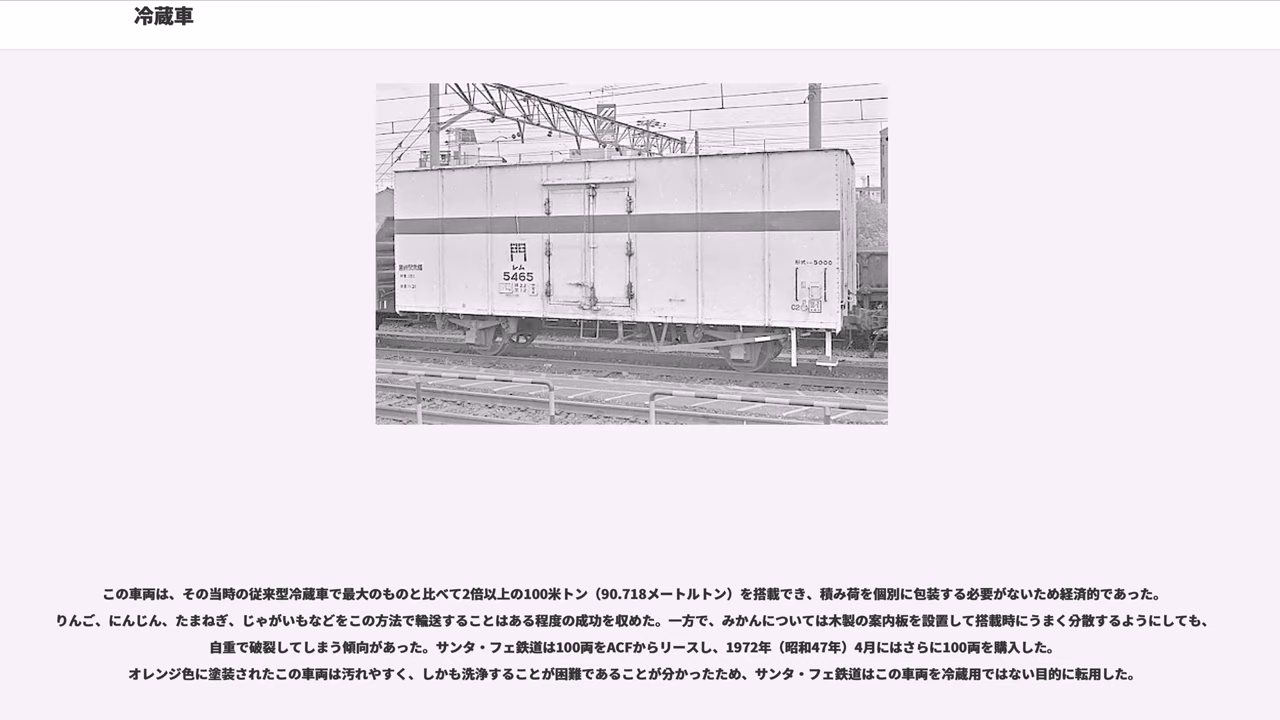 冷蔵車
門
レム
5465
形式レム5000
この車両は、その当時の従来型冷蔵車で最大のものと比べて2倍以上の100米トン（90.718メートルトン）を搭載でき、積み荷を個別に包装する必要がないため経済的であった。
りんご、にんじん、たまねぎ、じゃがいもなどをこの方法で輸送することはある程度の成功を収めた。一方で、みかんについては木製の案内板を設置して搭載時にうまく分散するようにしても、
自重で破裂してしまう傾向があった。サンタ・フェ鉄道は100両をACFからリースし、1972年（昭和47年）4月にはさらに100両を購入した。
オレンジ色に塗装されたこの車両は汚れやすく、しかも洗浄することが困難であることが分かったため、サンタ・フェ鉄道はこの車両を冷蔵用ではない目的に転用した。